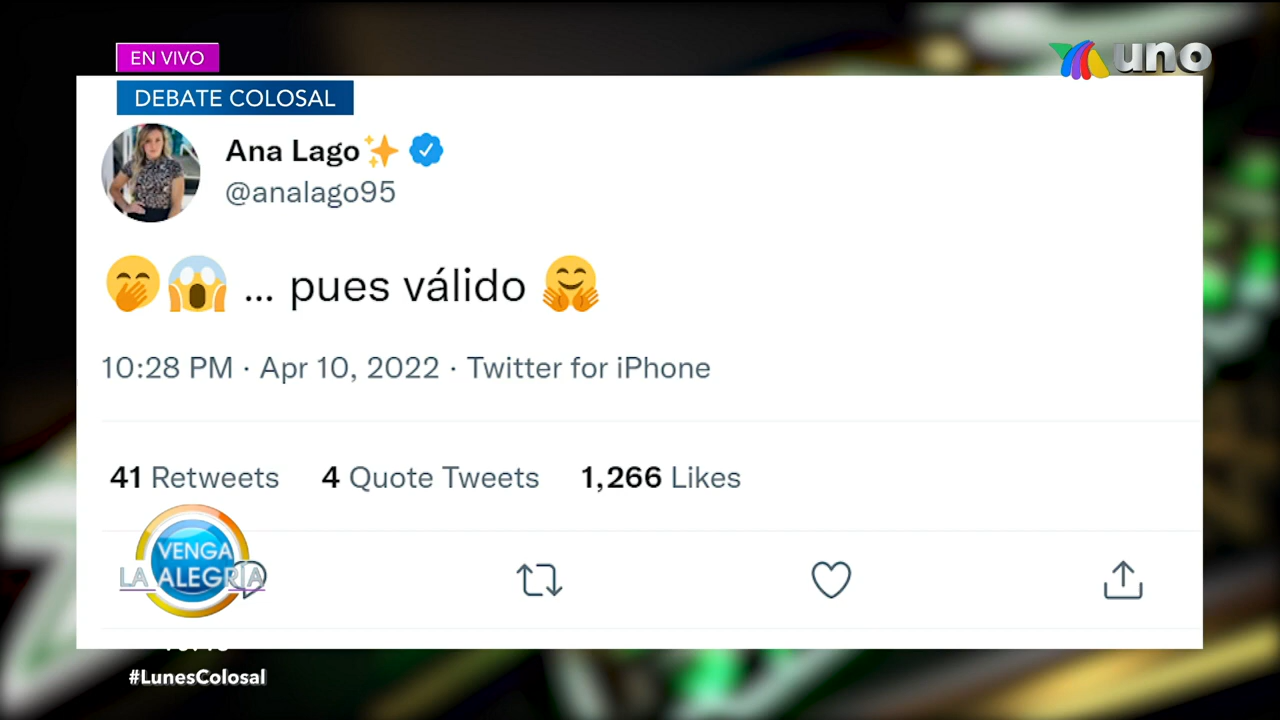 EN VIVO
uno
DEBATE COLOSAL
Ana Lago✨
@analago95
🤭😱 ... pues válido 🤗
10:28 PM · Apr 10, 2022 · Twitter for iPhone
41 Retweets 4 Quote Tweets 1,266 Likes
VENGA
LA ALEGRÍA
#LunesColosal